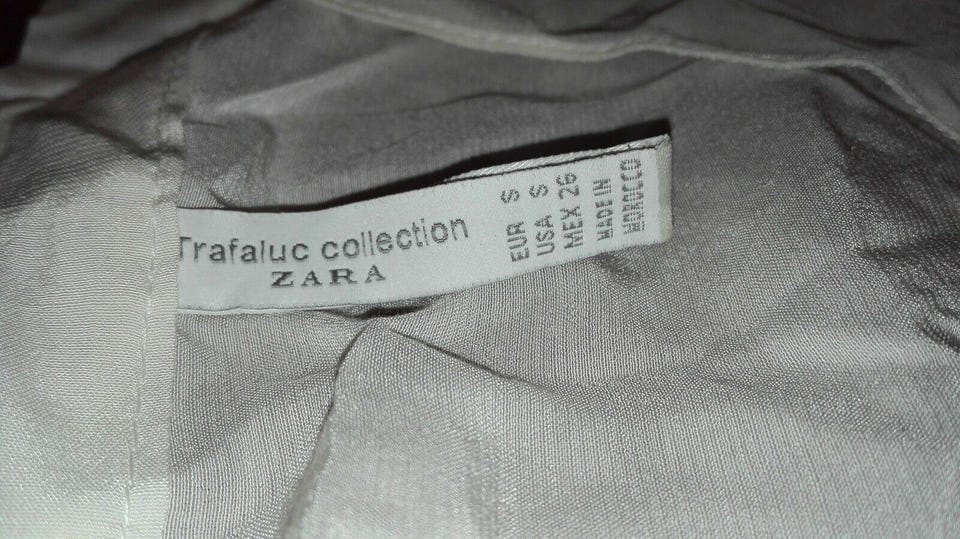 Trafaluc collection
ZARA
EUR S
USA S
MEX 26
MADE IN
MOROCCO